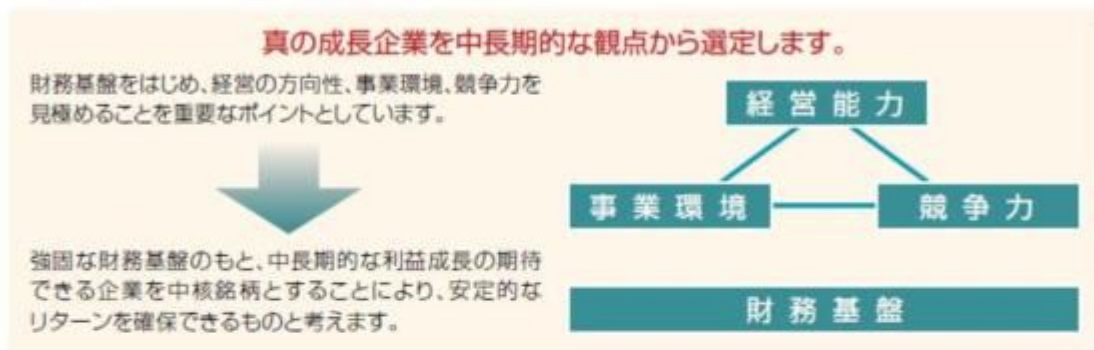 真の成長企業を中長期的な観点から選定します。
財務基盤をはじめ、経営の方向性、事業環境、競争力を
見極めることを重要なポイントとしています。
強固な財務基盤のもと、中長期的な利益成長の期待
できる企業を中核銘柄とすることにより、安定的な
リターンを確保できるものと考えます。
経営能力
事業環境
競争力
財務基盤